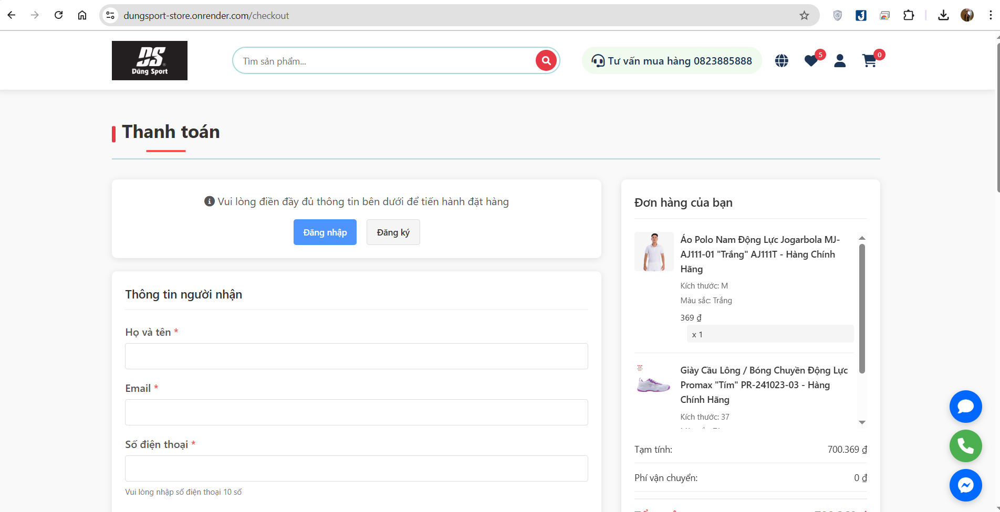 dungsport-store.onrender.com/checkout
DS
Dũng Sport
Tìm sản phẩm...
Tư vấn mua hàng 0823885888
5
0
Thanh toán
Vui lòng điền đầy đủ thông tin bên dưới để tiến hành đặt hàng
Đăng nhập
Đăng ký
Thông tin người nhận
Họ và tên *
Email *
Số điện thoại *
Vui lòng nhập số điện thoại 10 số
Đơn hàng của bạn
Áo Polo Nam Động Lực Jogarbola MJ-
AJ111-01 "Trắng" AJ111T - Hàng Chính
Hãng
Kích thước: M
Màu sắc: Trắng
369 ₫
x 1
Giày Cầu Lông / Bóng Chuyền Động Lực
Promax "Tím" PR-241023-03 - Hàng
Chính Hãng
Kích thước: 37
Tạm tính:
700.369 ₫
Phí vận chuyển:
0 ₫